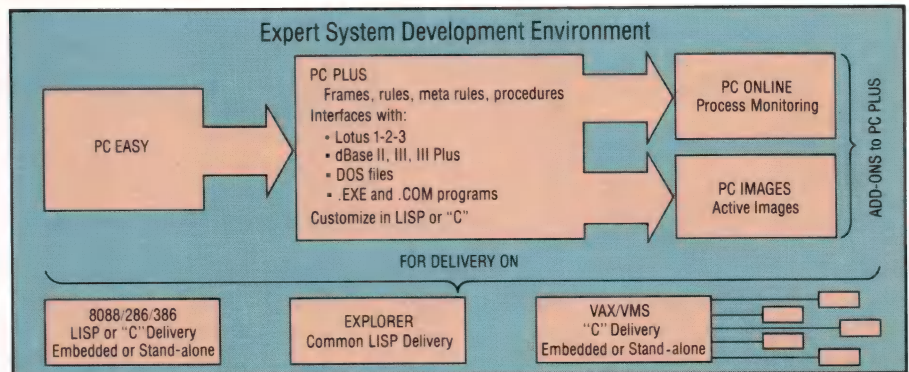 Expert System Development Environment
PC EASY
PC PLUS
Frames, rules, meta rules, procedures
Interfaces with:
▪ Lotus 1-2-3
▪ dBase II, III, III Plus
▪ DOS files
▪ .EXE and .COM programs
Customize in LISP or "C"
PC ONLINE
Process Monitoring
PC IMAGES
Active Images
ADD-ONS to PC PLUS
FOR DELIVERY ON
8088/286/386
LISP or "C" Delivery
Embedded or Stand-alone
EXPLORER
Common LISP Delivery
VAX/VMS
"C" Delivery
Embedded or Stand-alone